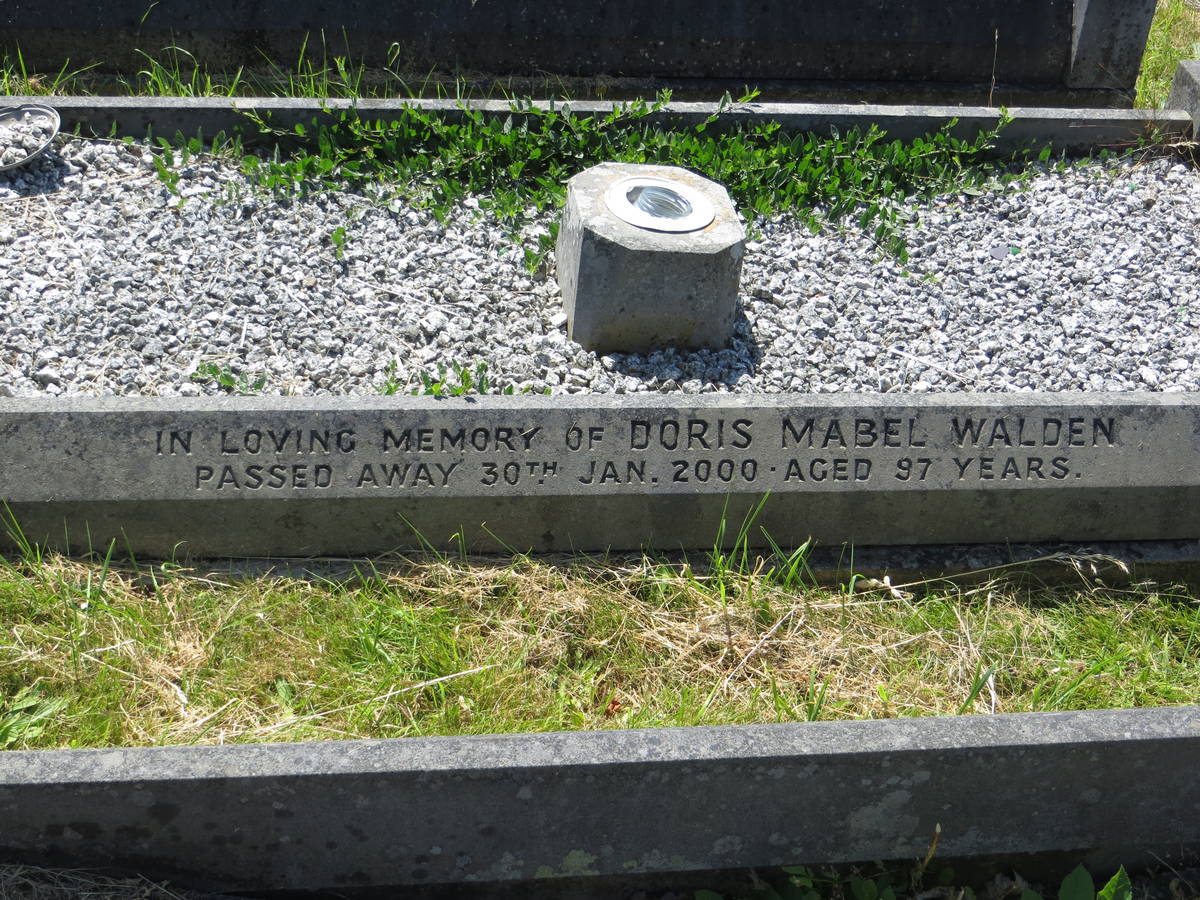 IN LOVING MEMORY OF DORIS MABEL WALDEN
PASSED AWAY 30TH. JAN. 2000 · AGED 97 YEARS.